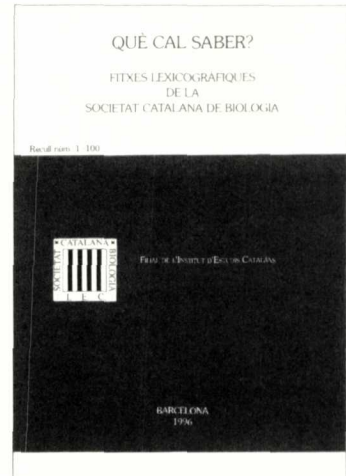 QUÈ CAL SABER?
FITXES LEXICOGRÀFIQUES
DE LA
SOCIETAT CATALANA DE BIOLOGIA
Recull núm. 1-100
SOCIETAT • CATALANA • BIOLOGIA
I E C
FILIAL DE L'INSTITUT D'ESTUDIS CATALANS
BARCELONA
1996